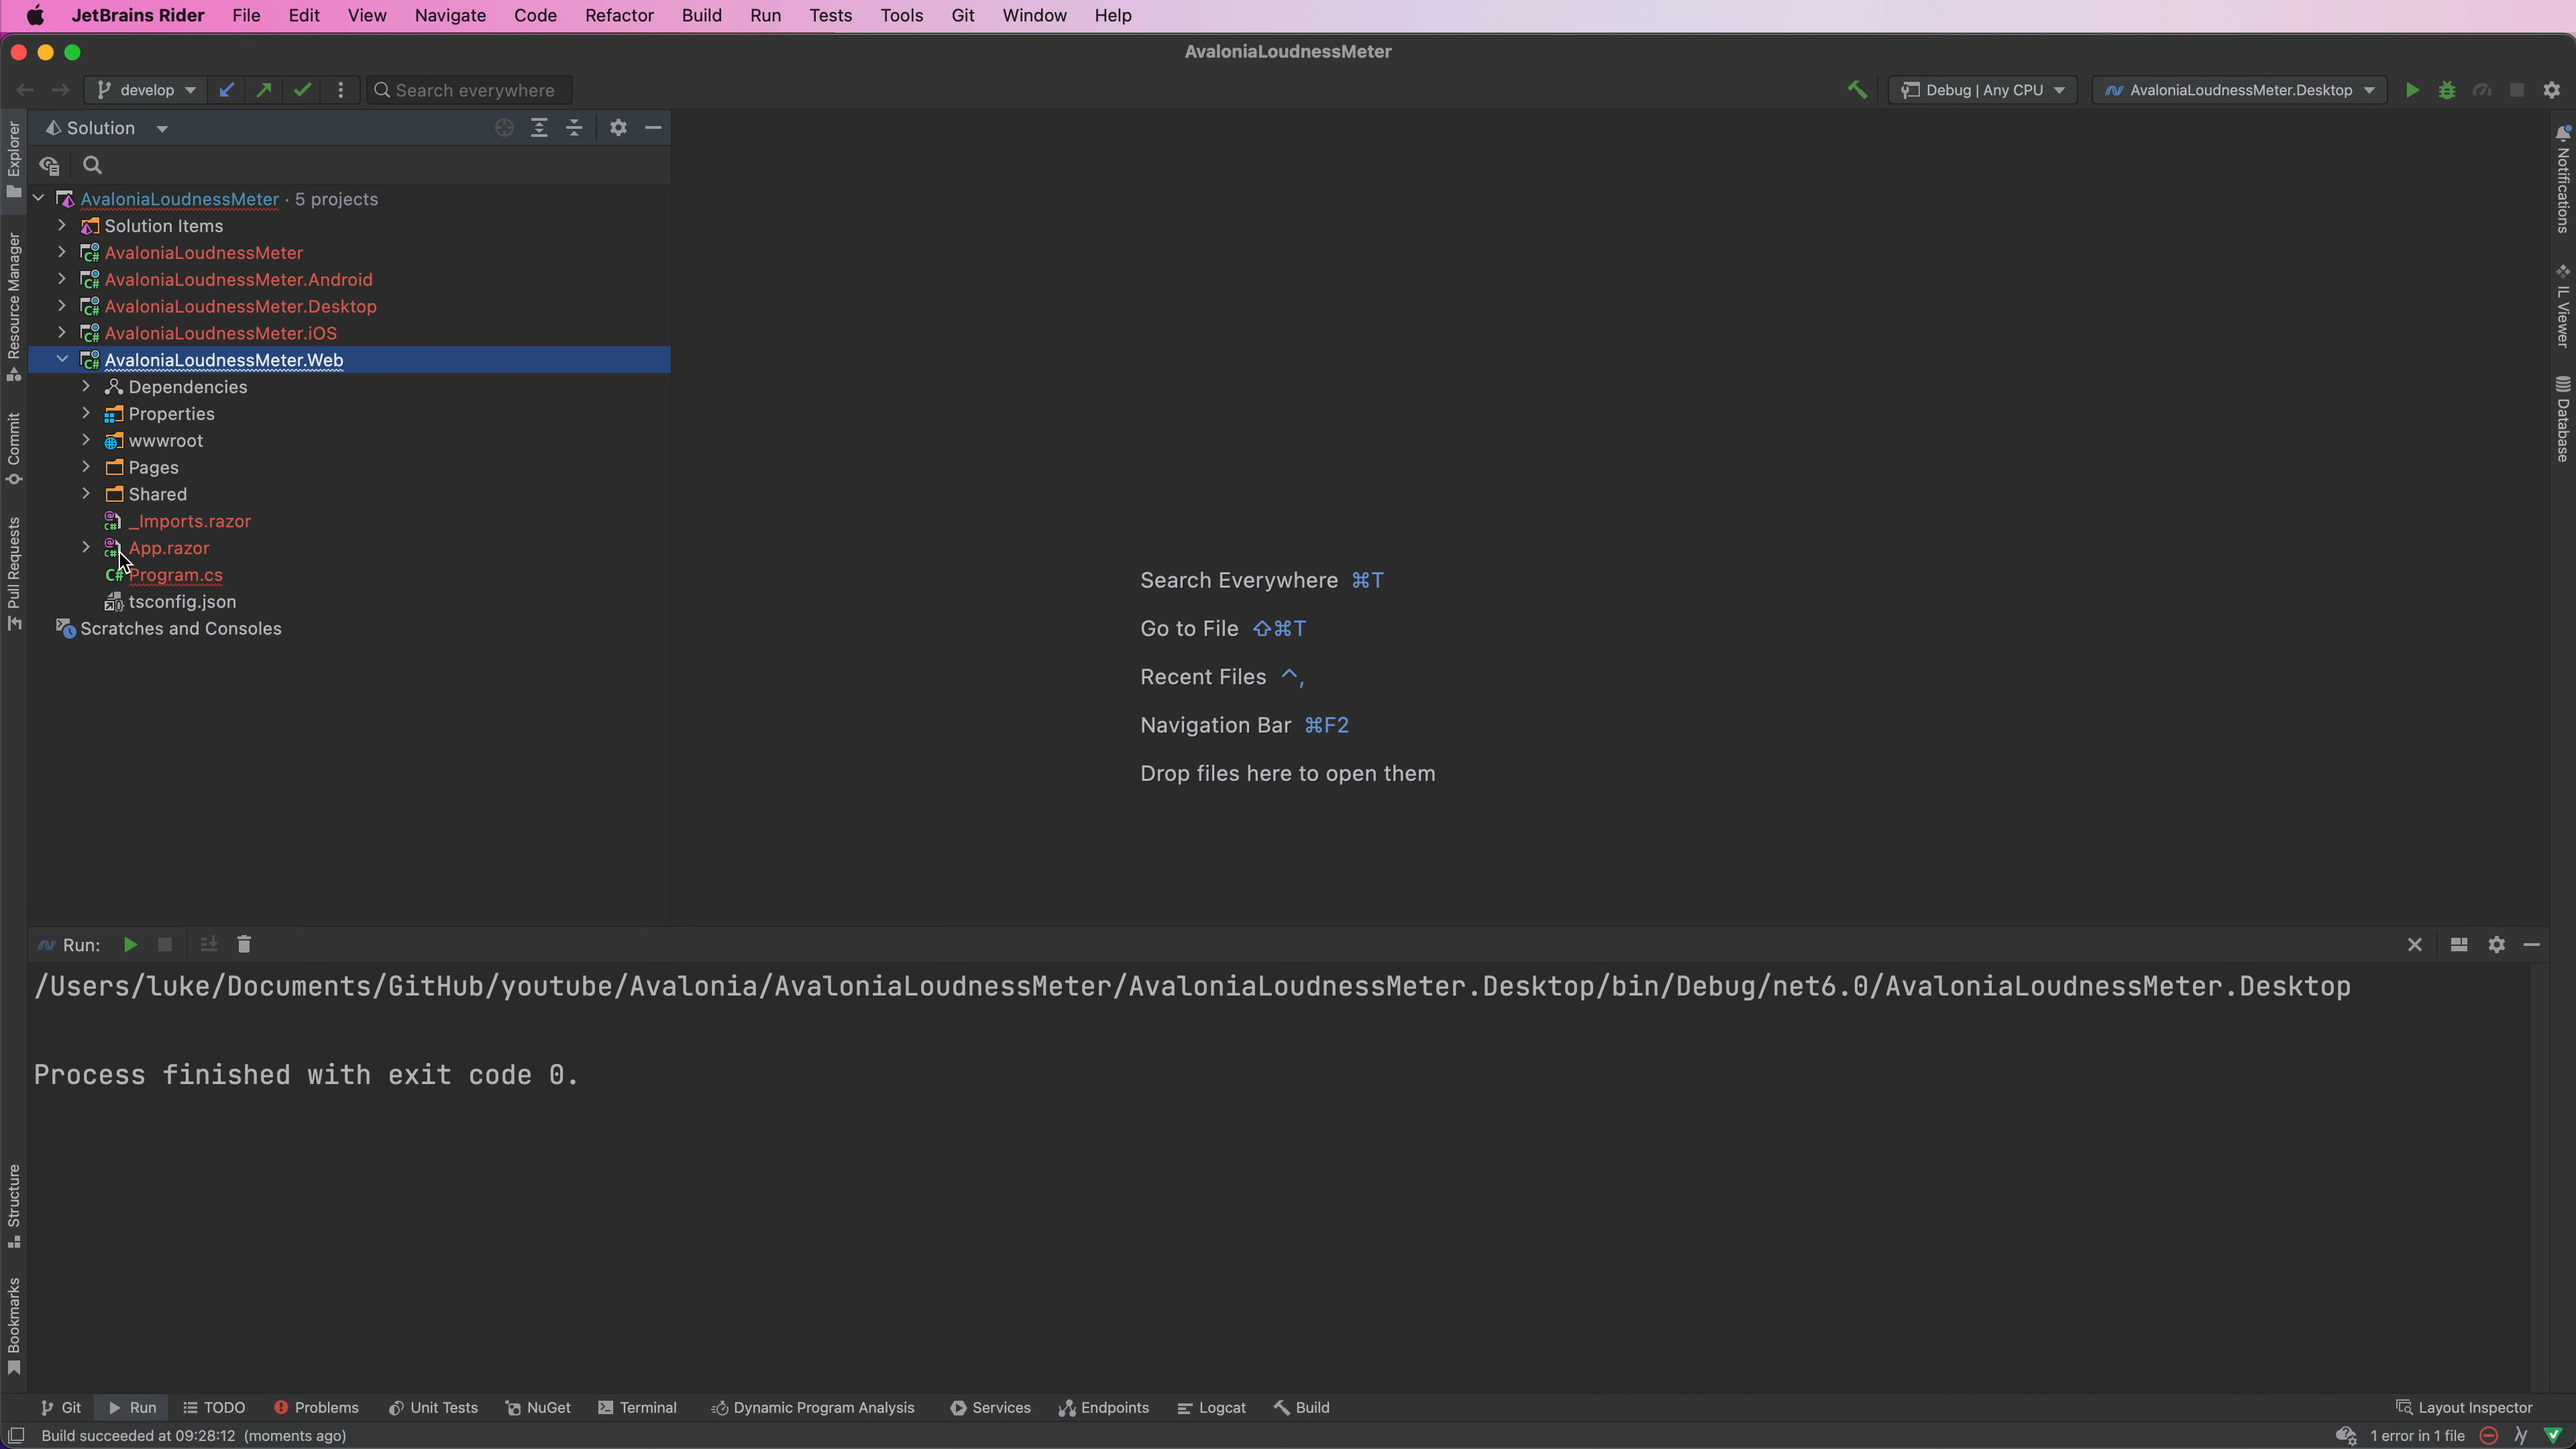 JetBrains Rider File Edit View Navigate Code Refactor Build Run Tests Tools Git Window Help
AvaloniaLoudnessMeter
develop Search everywhere Debug | Any CPU AvaloniaLoudnessMeter.Desktop
Solution
AvaloniaLoudnessMeter · 5 projects
Solution Items
AvaloniaLoudnessMeter
AvaloniaLoudnessMeter.Android
AvaloniaLoudnessMeter.Desktop
AvaloniaLoudnessMeter.iOS
AvaloniaLoudnessMeter.Web
Dependencies
Properties
wwwroot
Pages
Shared
_Imports.razor
App.razor
Program.cs
tsconfig.json
Scratches and Consoles
Explorer
Resource Manager
Commit
Pull Requests
Structure
Bookmarks
Search Everywhere ⌘T
Go to File ⇧⌘T
Recent Files ^,
Navigation Bar ⌘F2
Drop files here to open them
Notifications
IL Viewer
Database
Run:
/Users/luke/Documents/GitHub/youtube/Avalonia/AvaloniaLoudnessMeter/AvaloniaLoudnessMeter.Desktop/bin/Debug/net6.0/AvaloniaLoudnessMeter.Desktop
Process finished with exit code 0.
Git Run TODO Problems Unit Tests NuGet Terminal Dynamic Program Analysis Services Endpoints Logcat Build Layout Inspector
Build succeeded at 09:28:12 (moments ago) 1 error in 1 file